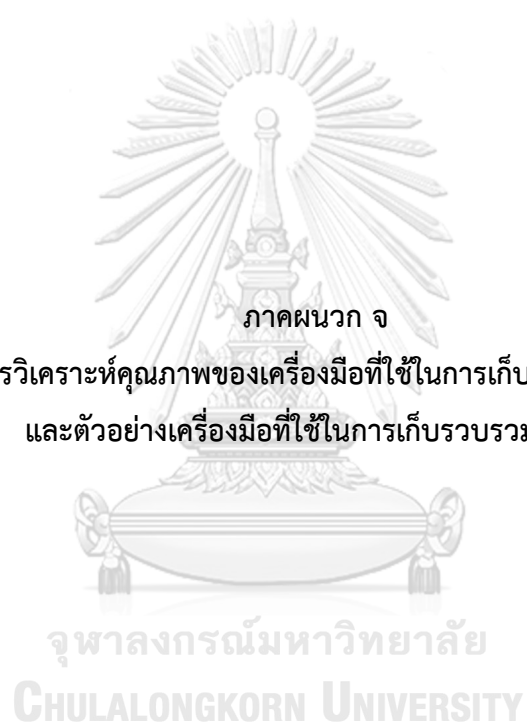 ภาคผนวก จ
รวิเคราะห์คุณภาพของเครื่องมือที่ใช้ในการเก็บ
และตัวอย่างเครื่องมือที่ใช้ในการเก็บรวบรวม
จุฬาลงกรณ์มหาวิทยาลัย
CHULALONGKORN UNIVERSITY